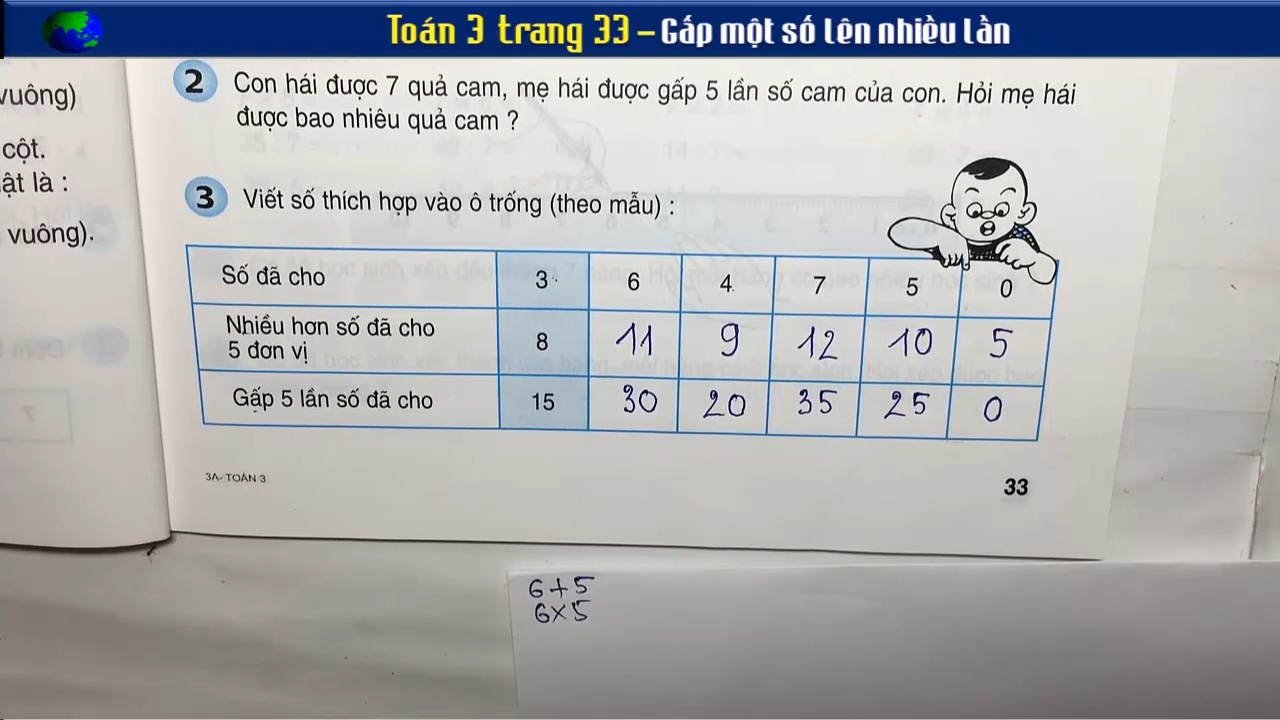 Toán 3 trang 33 – Gấp một số lên nhiều lần
vuông)
cột.
ật là :
vuông).
2 Con hái được 7 quả cam, mẹ hái được gấp 5 lần số cam của con. Hỏi mẹ hái
được bao nhiêu quả cam ?
3 Viết số thích hợp vào ô trống (theo mẫu) :
Số đã cho 3 6 4 7 5 0
Nhiều hơn số đã cho
5 đơn vị 8 11 9 12 10 5
Gấp 5 lần số đã cho 15 30 20 35 25 0
3A- TOÁN 3
33
6+5
6×5